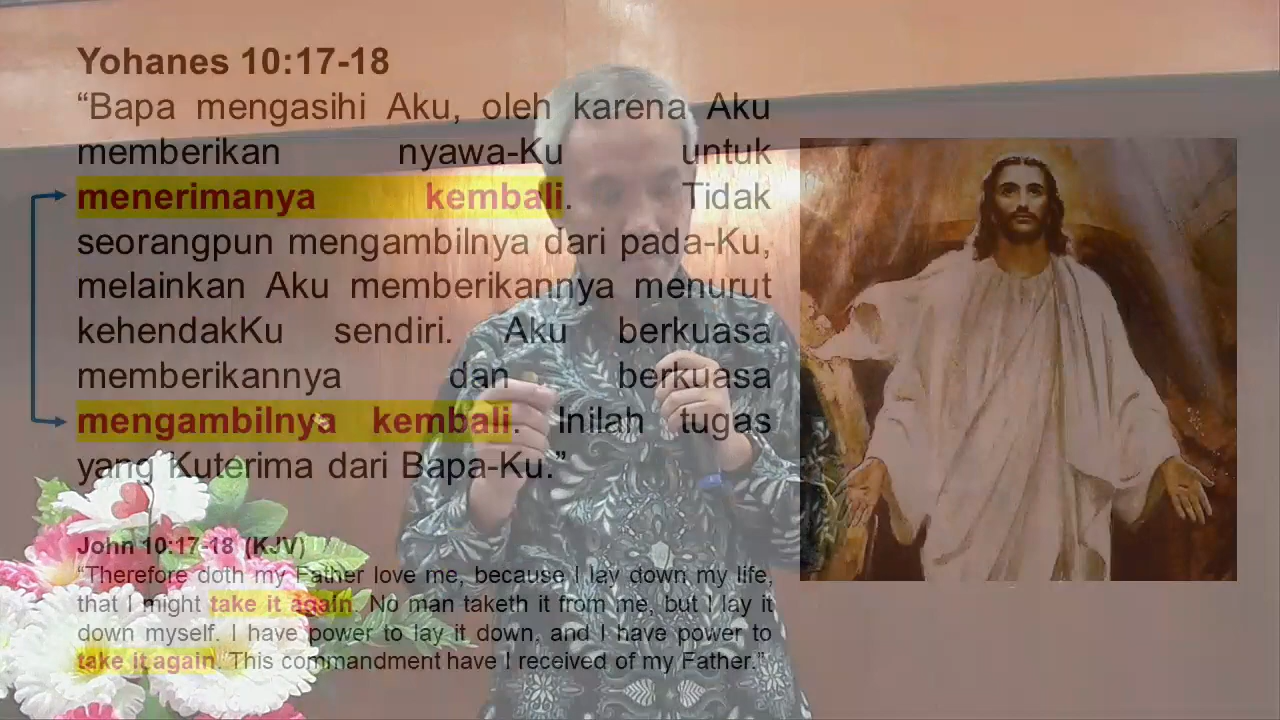 Yohanes 10:17-18
“Bapa mengasihi Aku, oleh karena Aku
memberikan nyawa-Ku untuk
menerimanya kembali. Tidak
seorangpun mengambilnya dari pada-Ku,
melainkan Aku memberikannya menurut
kehendakKu sendiri. Aku berkuasa
memberikannya dan berkuasa
mengambilnya kembali. Inilah tugas
yang Kuterima dari Bapa-Ku.”
John 10:17-18 (KJV)
“Therefore doth my Father love me, because I lay down my life,
that I might take it again. No man taketh it from me, but I lay it
down myself. I have power to lay it down, and I have power to
take it again. This commandment have I received of my Father.”